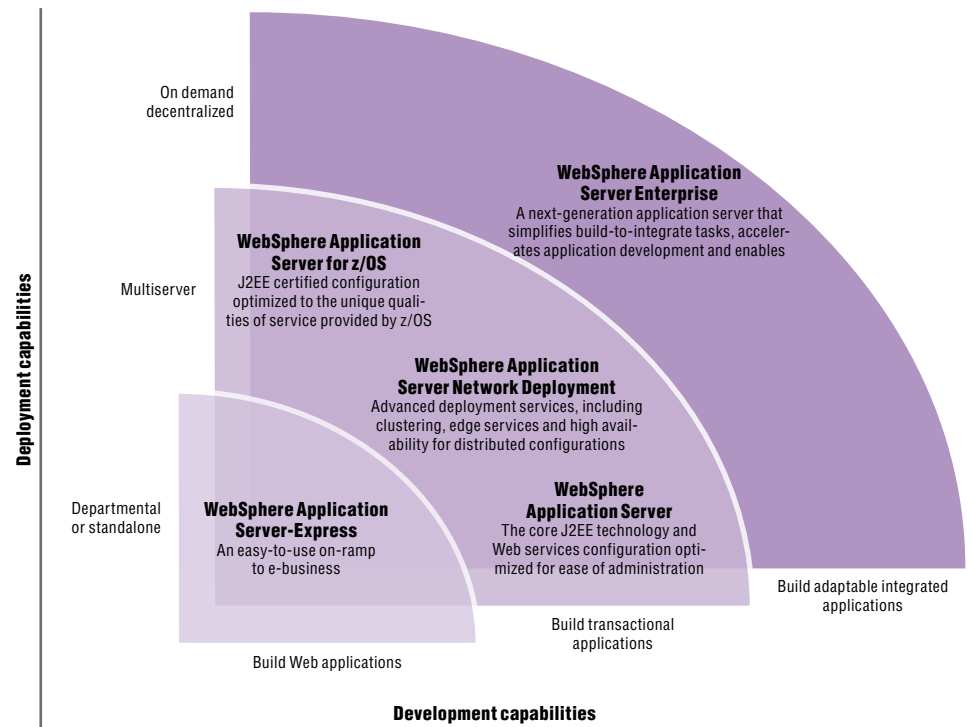 On demand
decentralized
WebSphere Application
Server Enterprise
A next-generation application server that
simplifies build-to-integrate tasks, acceler-
ates application development and enables
WebSphere Application
Server for z/OS
J2EE certified configuration
optimized to the unique quali-
ties of service provided by z/OS
Multiserver
WebSphere Application
Server Network Deployment
Advanced deployment services, including
clustering, edge services and high avail-
ability for distributed configurations
Deployment capabilities
Departmental
or standalone
WebSphere Application
Server-Express
An easy-to-use on-ramp
to e-business
WebSphere
Application Server
The core J2EE technology and
Web services configuration opti-
mized for ease of administration
Build adaptable integrated
applications
Build transactional
applications
Build Web applications
Development capabilities